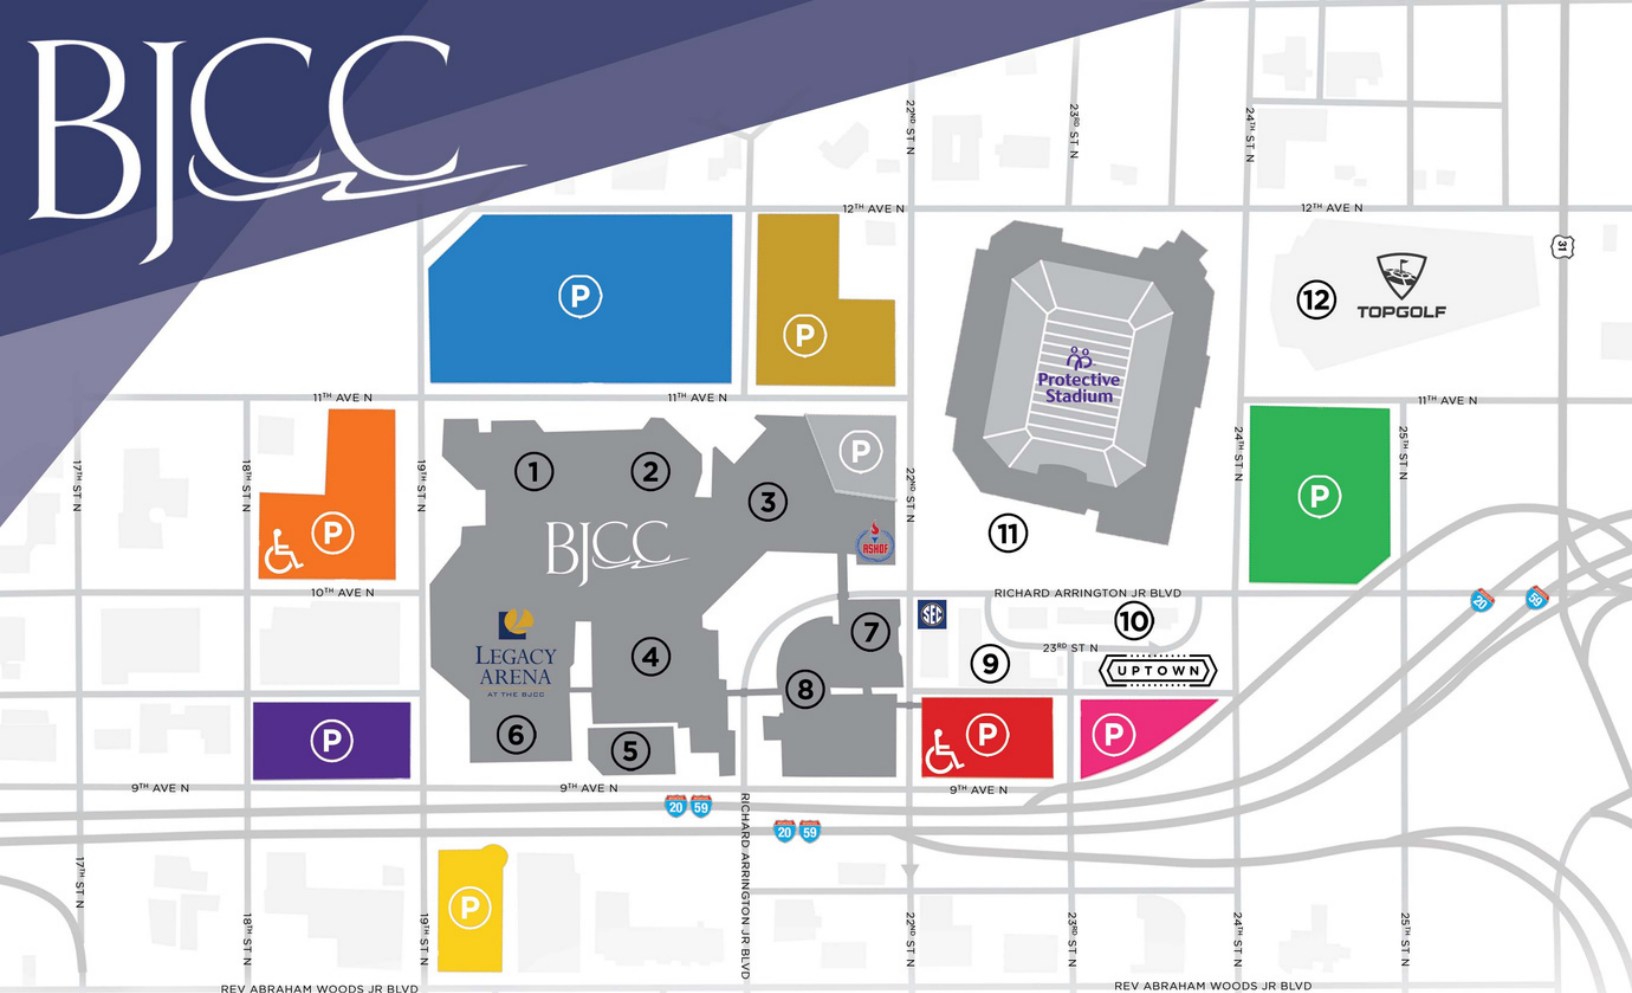 BJCC
22ND ST N
23RD ST N
24TH ST N
12TH AVE N
12TH AVE N
31
P
P
12
TOPGOLF
Protective
Stadium
11TH AVE N
11TH AVE N
11TH AVE N
17TH ST N
18TH ST N
19TH ST N
22ND ST N
24TH ST N
25TH ST N
1
2
3
P
P
P
P
11
BJCC
ASHOF
10TH AVE N
RICHARD ARRINGTON JR BLVD
20
59
SEC
10
7
LEGACY
ARENA
AT THE BJCC
4
23RD ST N
9
UPTOWN
8
P
6
5
P
P
9TH AVE N
9TH AVE N
9TH AVE N
20
59
20
59
RICHARD ARRINGTON JR BLVD
P
17TH ST N
18TH ST N
19TH ST N
22ND ST N
23RD ST N
24TH ST N
25TH ST N
REV ABRAHAM WOODS JR BLVD
REV ABRAHAM WOODS JR BLVD